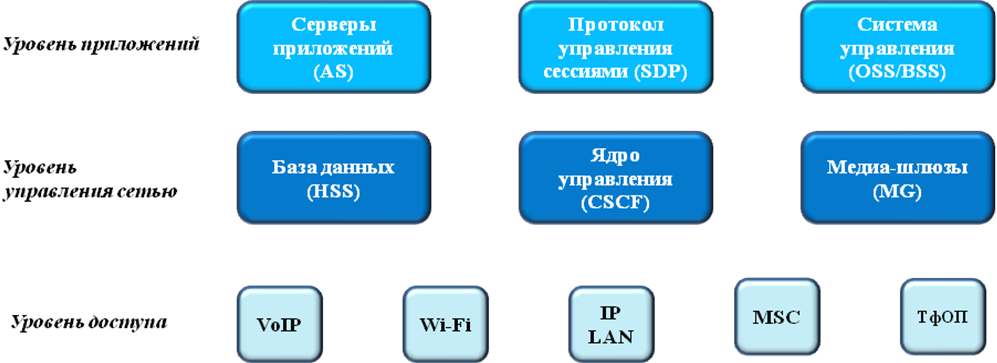 Уровень приложений
Серверы
приложений
(AS)
Протокол
управления
сессиями (SDP)
Система
управления
(OSS/BSS)
Уровень
управления сетью
База данных
(HSS)
Ядро
управления
(CSCF)
Медиа-шлюзы
(MG)
Уровень доступа
VoIP
Wi-Fi
IP
LAN
MSC
ТфОП